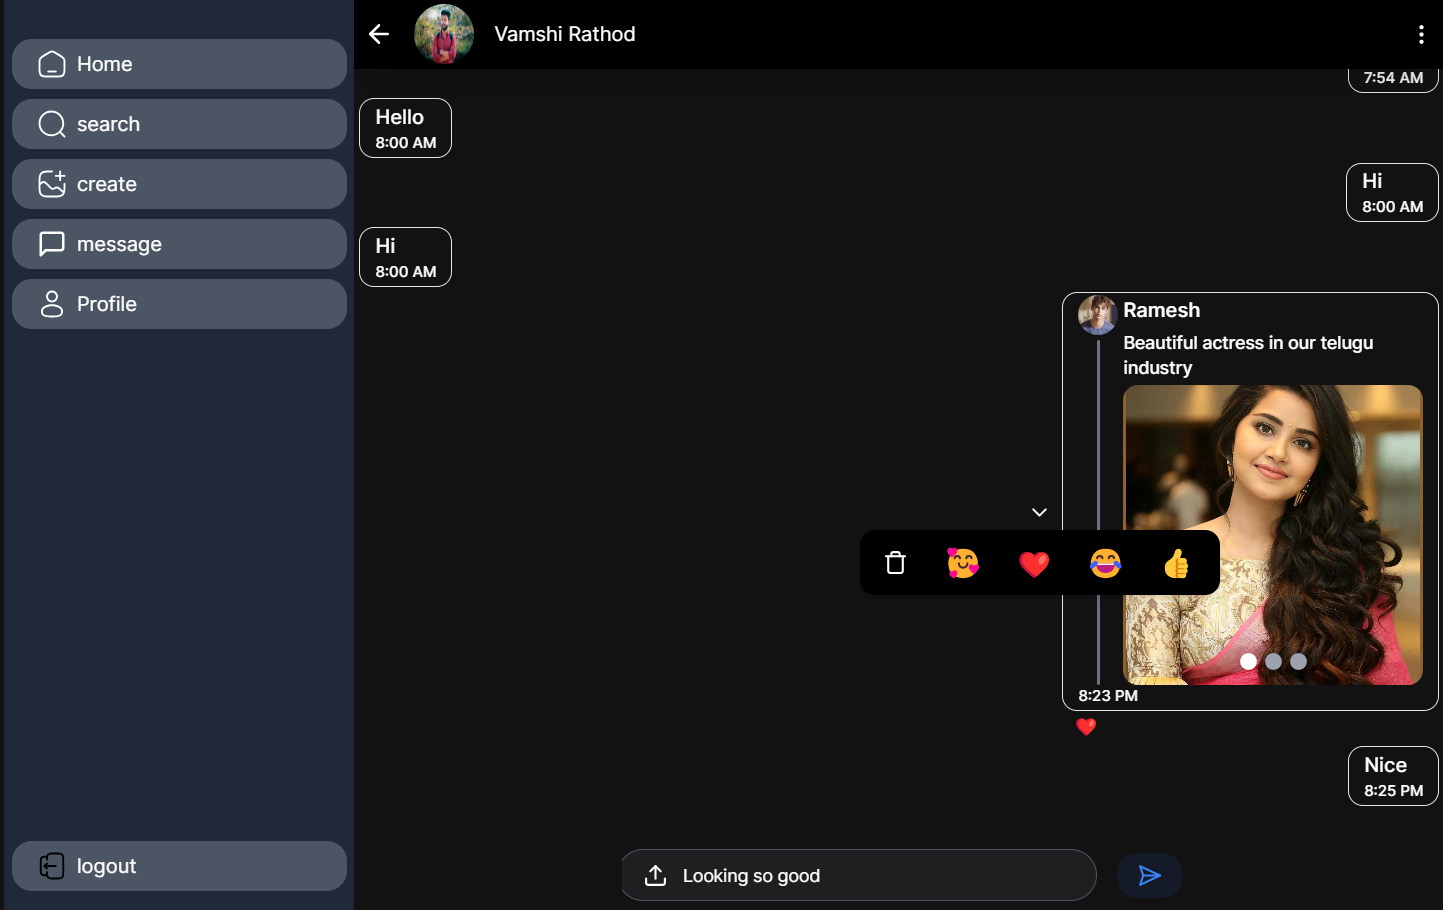 Home
search
create
message
Profile
logout
Vamshi Rathod
7:54 AM
Hello
8:00 AM
Hi
8:00 AM
Hi
8:00 AM
Ramesh
Beautiful actress in our telugu
industry
8:23 PM
Nice
8:25 PM
Looking so good